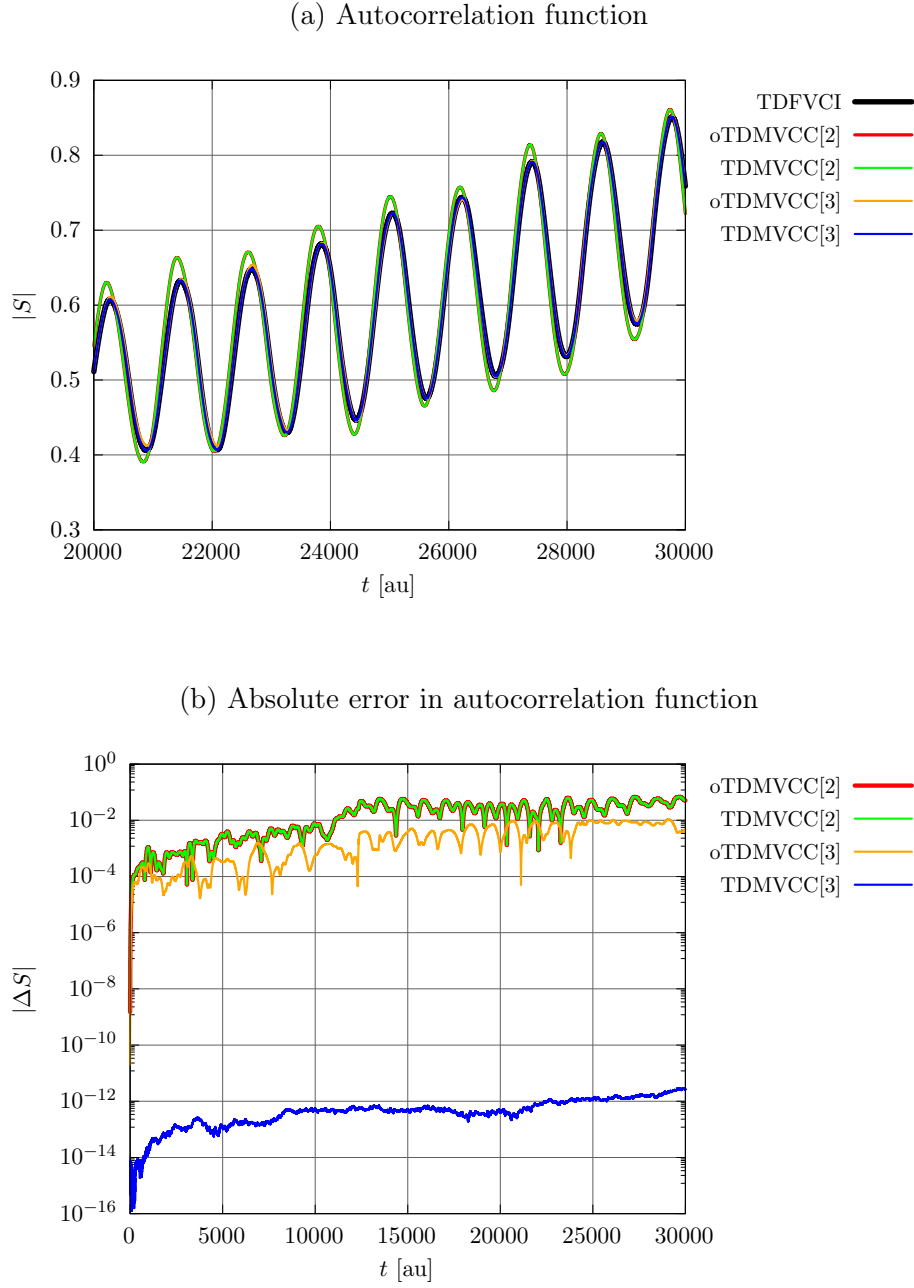 (a) Autocorrelation function
0.9
0.8
0.7
0.6
0.5
0.4
0.3
|S|
20000 22000 24000 26000 28000 30000
t [au]
TDFVCI
oTDMVCC[2]
TDMVCC[2]
oTDMVCC[3]
TDMVCC[3]
(b) Absolute error in autocorrelation function
10⁰
10⁻²
10⁻⁴
10⁻⁶
10⁻⁸
10⁻¹⁰
10⁻¹²
10⁻¹⁴
10⁻¹⁶
|ΔS|
0 5000 10000 15000 20000 25000 30000
t [au]
oTDMVCC[2]
TDMVCC[2]
oTDMVCC[3]
TDMVCC[3]